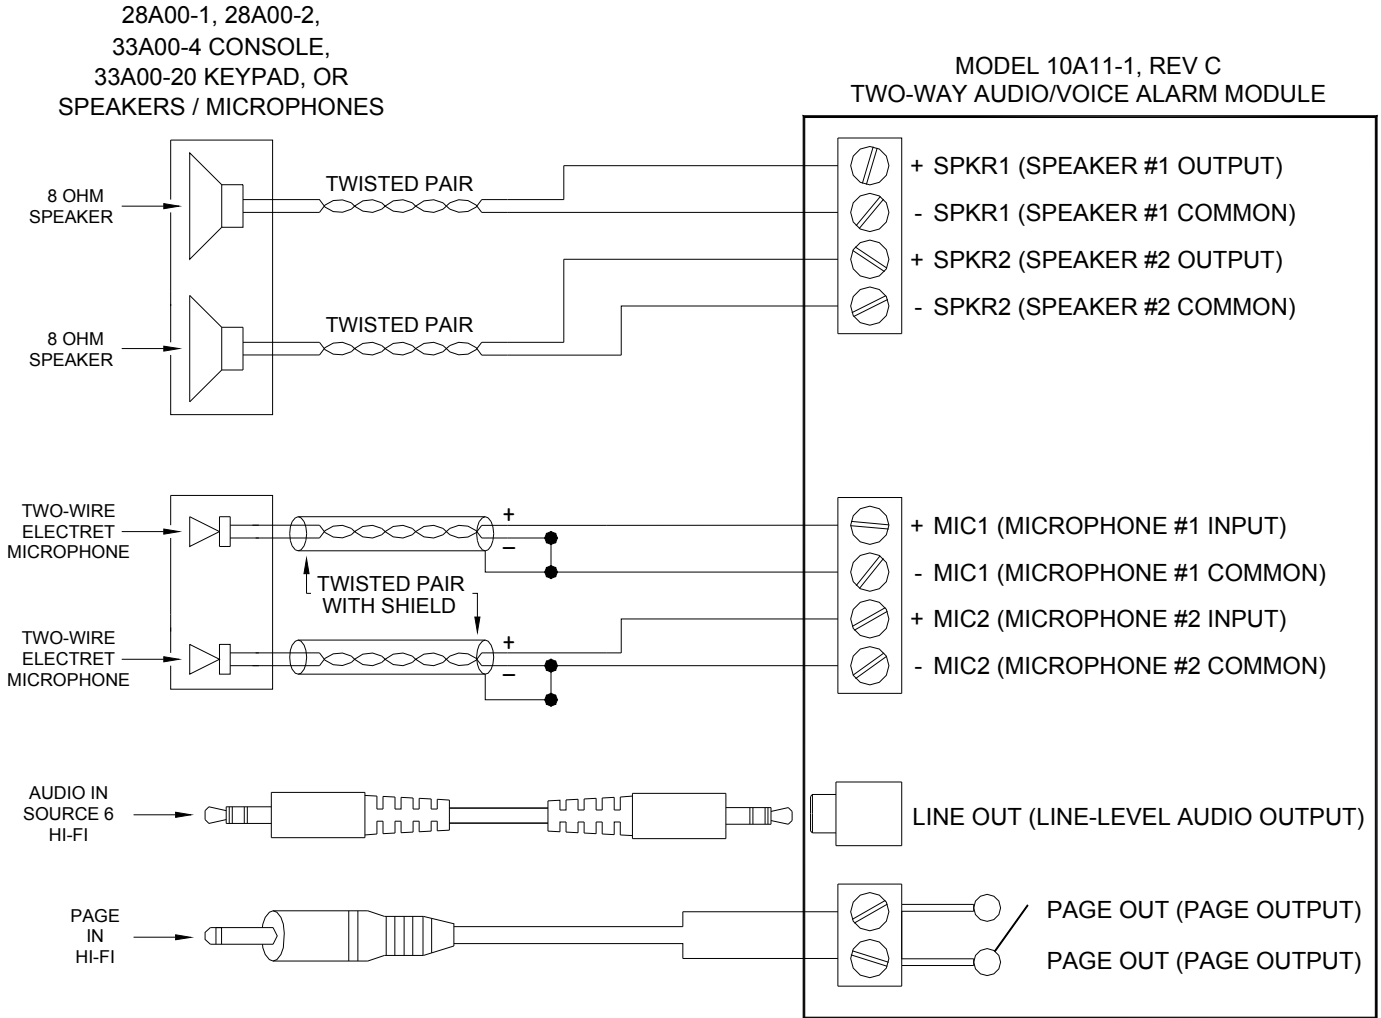 28A00-1, 28A00-2,
33A00-4 CONSOLE,
33A00-20 KEYPAD, OR
SPEAKERS / MICROPHONES
MODEL 10A11-1, REV C
TWO-WAY AUDIO/VOICE ALARM MODULE
8 OHM
SPEAKER
TWISTED PAIR
+ SPKR1 (SPEAKER #1 OUTPUT)
- SPKR1 (SPEAKER #1 COMMON)
+ SPKR2 (SPEAKER #2 OUTPUT)
- SPKR2 (SPEAKER #2 COMMON)
8 OHM
SPEAKER
TWISTED PAIR
TWO-WIRE
ELECTRET
MICROPHONE
+
–
TWISTED PAIR
WITH SHIELD
+ MIC1 (MICROPHONE #1 INPUT)
- MIC1 (MICROPHONE #1 COMMON)
+ MIC2 (MICROPHONE #2 INPUT)
- MIC2 (MICROPHONE #2 COMMON)
TWO-WIRE
ELECTRET
MICROPHONE
+
–
AUDIO IN
SOURCE 6
HI-FI
LINE OUT (LINE-LEVEL AUDIO OUTPUT)
PAGE
IN
HI-FI
PAGE OUT (PAGE OUTPUT)
PAGE OUT (PAGE OUTPUT)